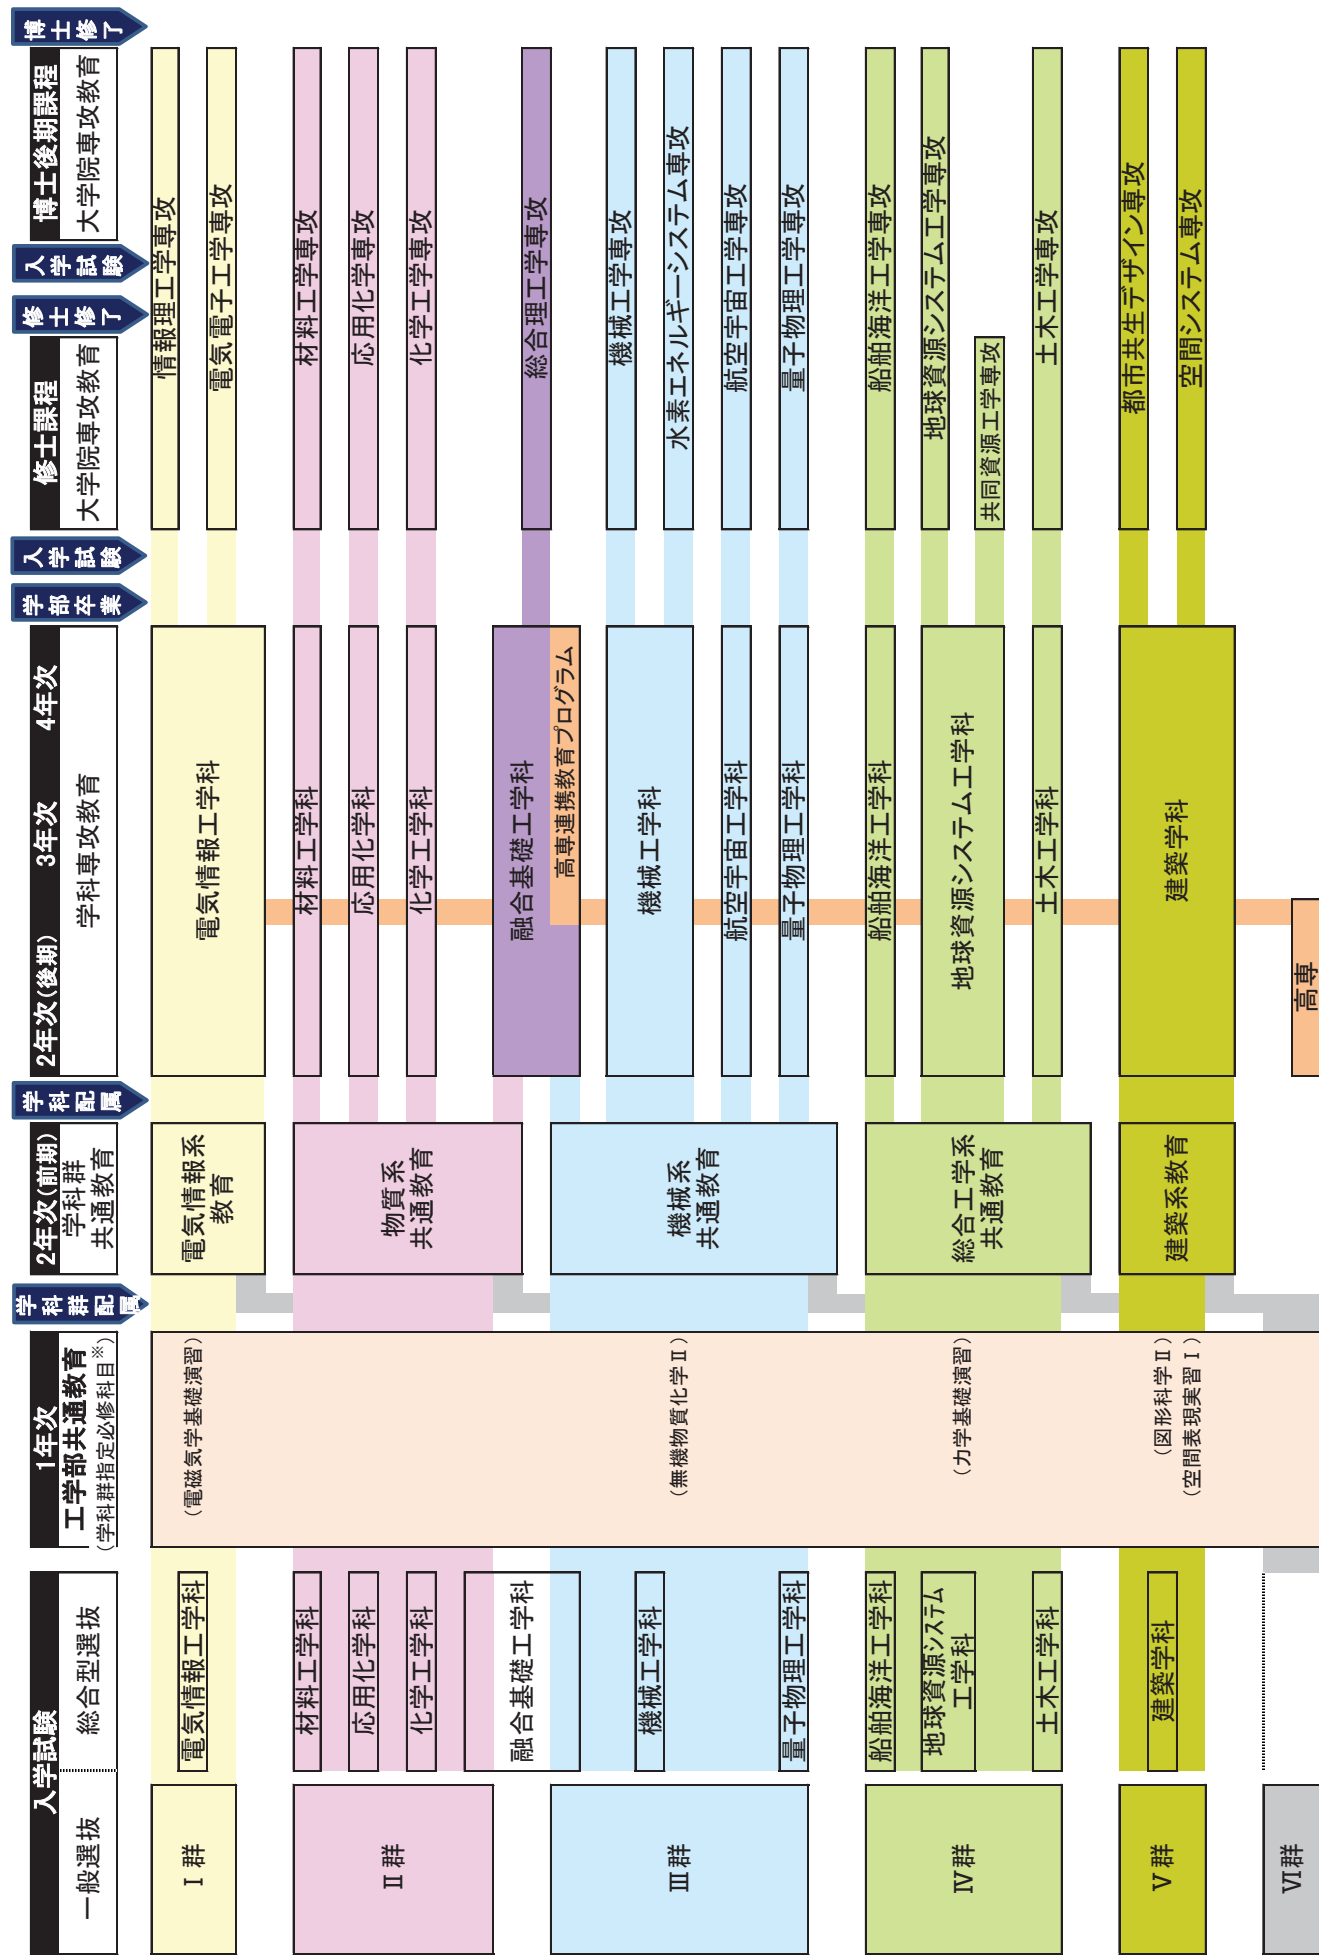 入学試験
一般選抜
総合型選抜
1年次
工学部共通教育
（学科群指定必修科目※）
学科群配属
2年次（前期）
学科群
共通教育
学科配属
2年次（後期）
3年次
4年次
学科専攻教育
学部卒業
入学試験
修士課程
大学院専攻教育
修士修了
入学試験
博士後期課程
大学院専攻教育
博士修了
Ⅰ群
電気情報工学科
（電磁気学基礎演習）
電気情報系
教育
電気情報工学科
情報理工学専攻
電気電子工学専攻
Ⅱ群
材料工学科
応用化学科
化学工学科
融合基礎工学科
物質系
共通教育
材料工学科
応用化学科
化学工学科
融合基礎工学科
高専連携教育プログラム
材料工学専攻
応用化学専攻
化学工学専攻
総合理工学専攻
Ⅲ群
機械工学科
量子物理工学科
（無機物質化学Ⅱ）
機械系
共通教育
機械工学科
航空宇宙工学科
量子物理工学科
機械工学専攻
水素エネルギーシステム専攻
航空宇宙工学専攻
量子物理工学専攻
Ⅳ群
船舶海洋工学科
地球資源システム
工学科
土木工学科
（力学基礎演習）
総合工学系
共通教育
船舶海洋工学科
地球資源システム工学科
土木工学科
船舶海洋工学専攻
地球資源システム工学専攻
共同資源工学専攻
土木工学専攻
Ⅴ群
建築学科
（図形科学Ⅱ）
（空間表現実習Ⅰ）
建築系教育
建築学科
都市共生デザイン専攻
空間システム専攻
Ⅵ群
高専